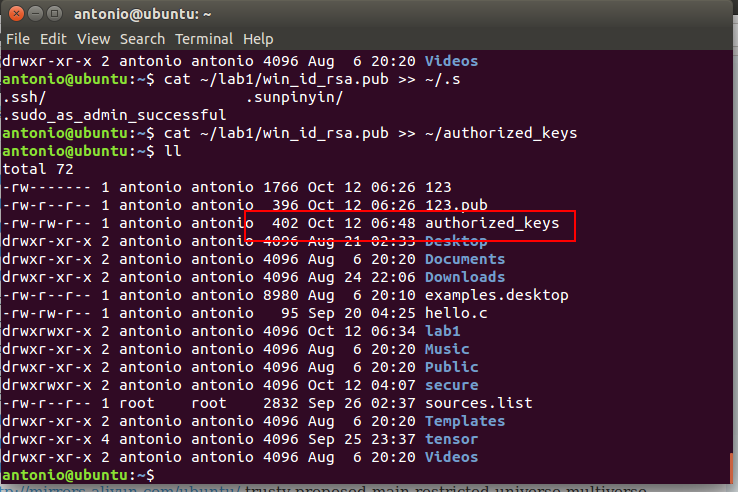 antonio@ubuntu: ~
File Edit View Search Terminal Help
drwxr-xr-x 2 antonio antonio 4096 Aug  6 20:20 Videos
antonio@ubuntu:~$ cat ~/lab1/win_id_rsa.pub >> ~/.s
.ssh/                      .sunpinyin/
.sudo_as_admin_successful
antonio@ubuntu:~$ cat ~/lab1/win_id_rsa.pub >> ~/authorized_keys
antonio@ubuntu:~$ ll
total 72
-rw------- 1 antonio antonio 1766 Oct 12 06:26 123
-rw-r--r-- 1 antonio antonio  396 Oct 12 06:26 123.pub
-rw-rw-r-- 1 antonio antonio  402 Oct 12 06:48 authorized_keys
drwxr-xr-x 2 antonio antonio 4096 Aug 21 02:33 Desktop
drwxr-xr-x 2 antonio antonio 4096 Aug  6 20:20 Documents
drwxr-xr-x 2 antonio antonio 4096 Aug 24 22:06 Downloads
-rw-r--r-- 1 antonio antonio 8980 Aug  6 20:10 examples.desktop
-rw-rw-r-- 1 antonio antonio   95 Sep 20 04:25 hello.c
drwxrwxr-x 2 antonio antonio 4096 Oct 12 06:34 lab1
drwxr-xr-x 2 antonio antonio 4096 Aug  6 20:20 Music
drwxr-xr-x 2 antonio antonio 4096 Aug  6 20:20 Public
drwxrwxr-x 2 antonio antonio 4096 Oct 12 04:07 secure
-rw-r--r-- 1 root    root    2832 Sep 26 02:37 sources.list
drwxr-xr-x 2 antonio antonio 4096 Aug  6 20:20 Templates
drwxrwxr-x 4 antonio antonio 4096 Sep 25 23:37 tensor
drwxr-xr-x 2 antonio antonio 4096 Aug  6 20:20 Videos
antonio@ubuntu:~$
://mirrors.aliyun.com/ubuntu/ trusty-proposed main restricted universe multiverse